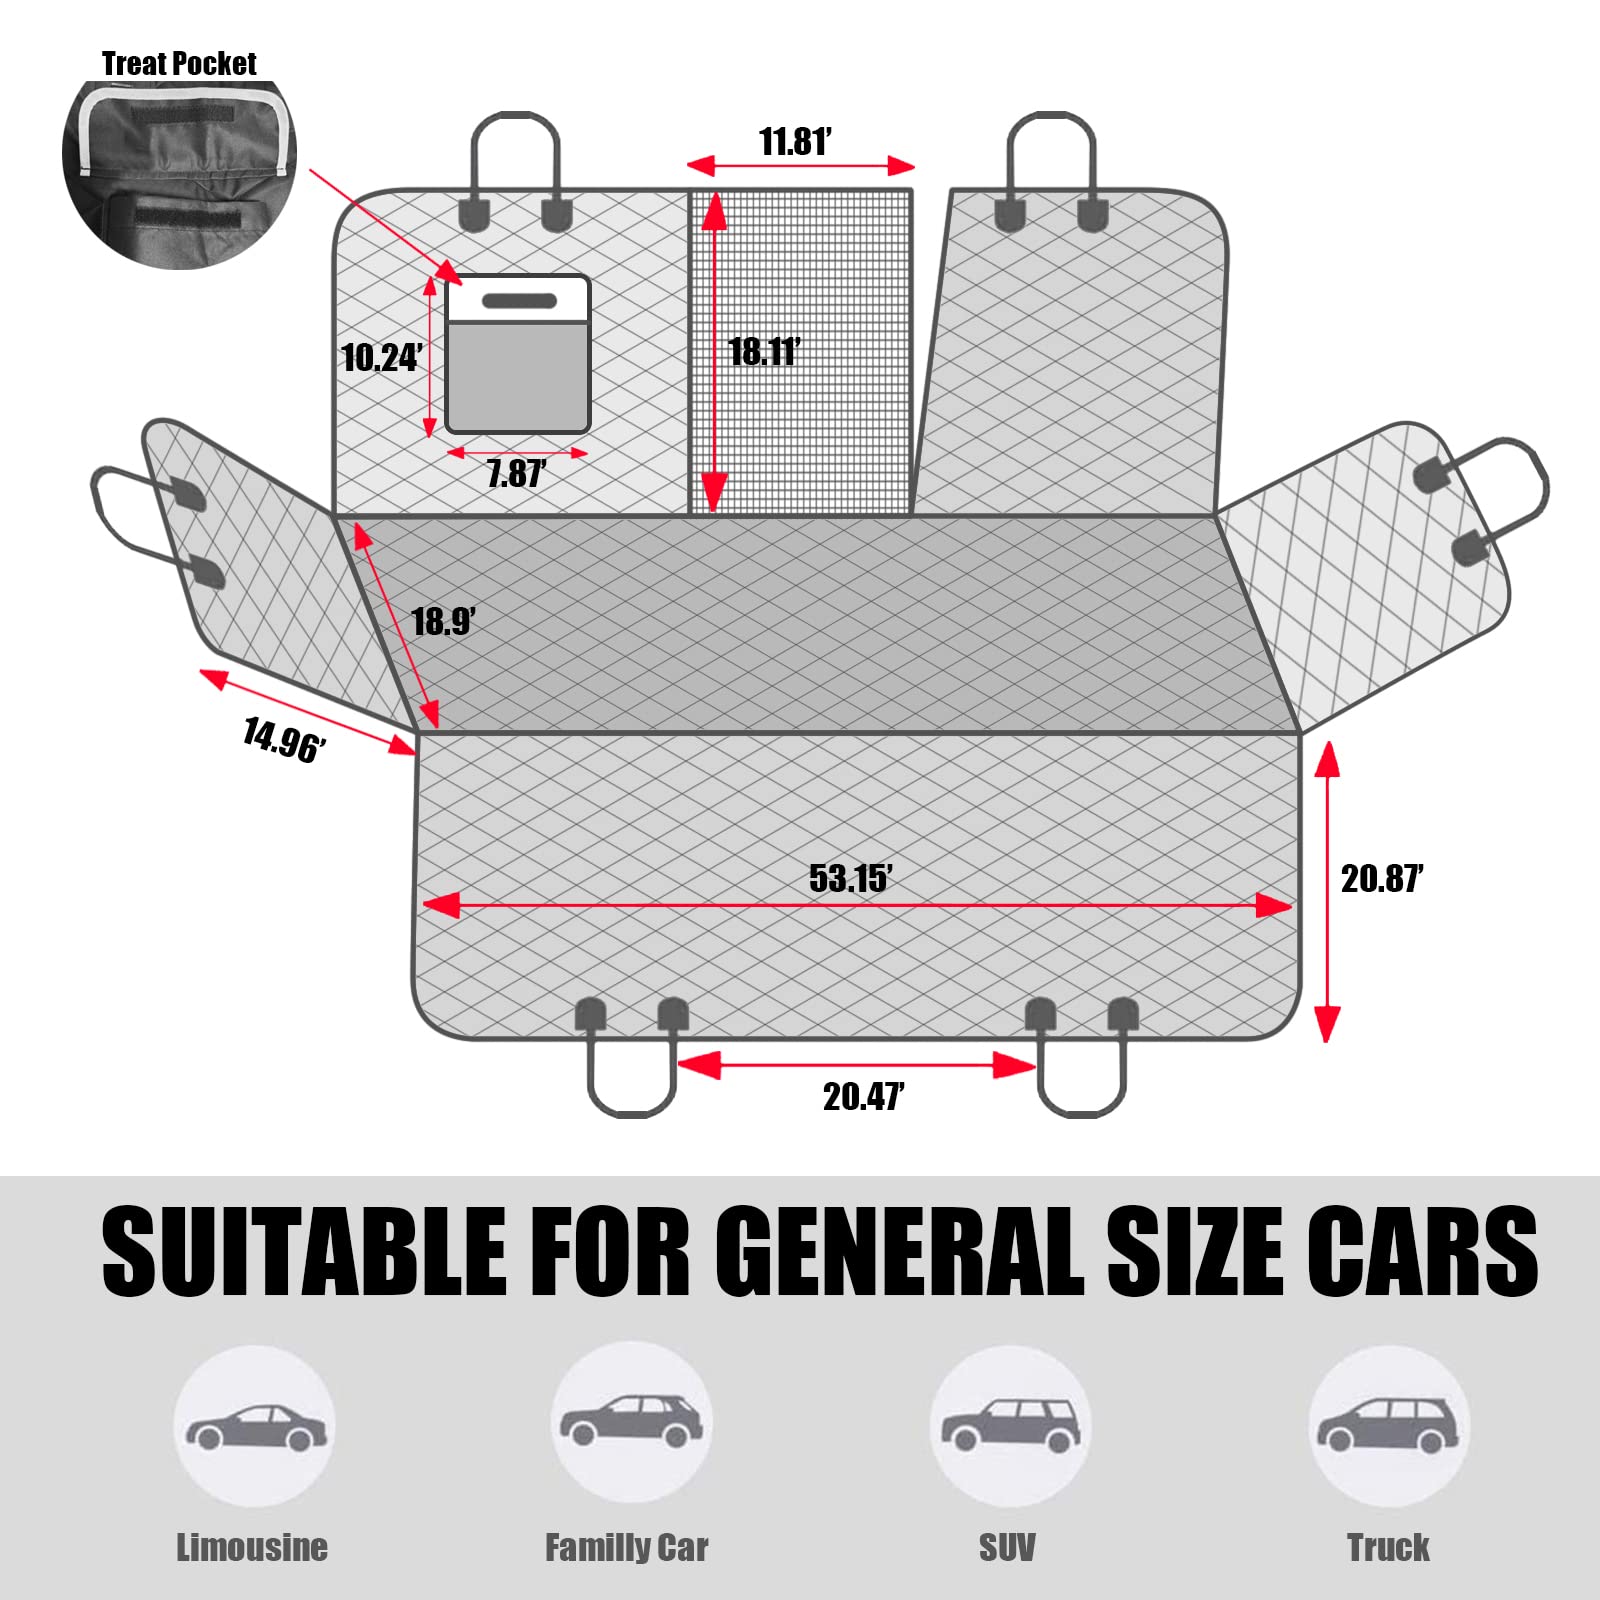 Treat Pocket
11.81’
18.11’
10.24’
7.87’
18.9’
14.96’
53.15’
20.87’
20.47’
SUITABLE FOR GENERAL SIZE CARS
Limousine
Familly Car
SUV
Truck